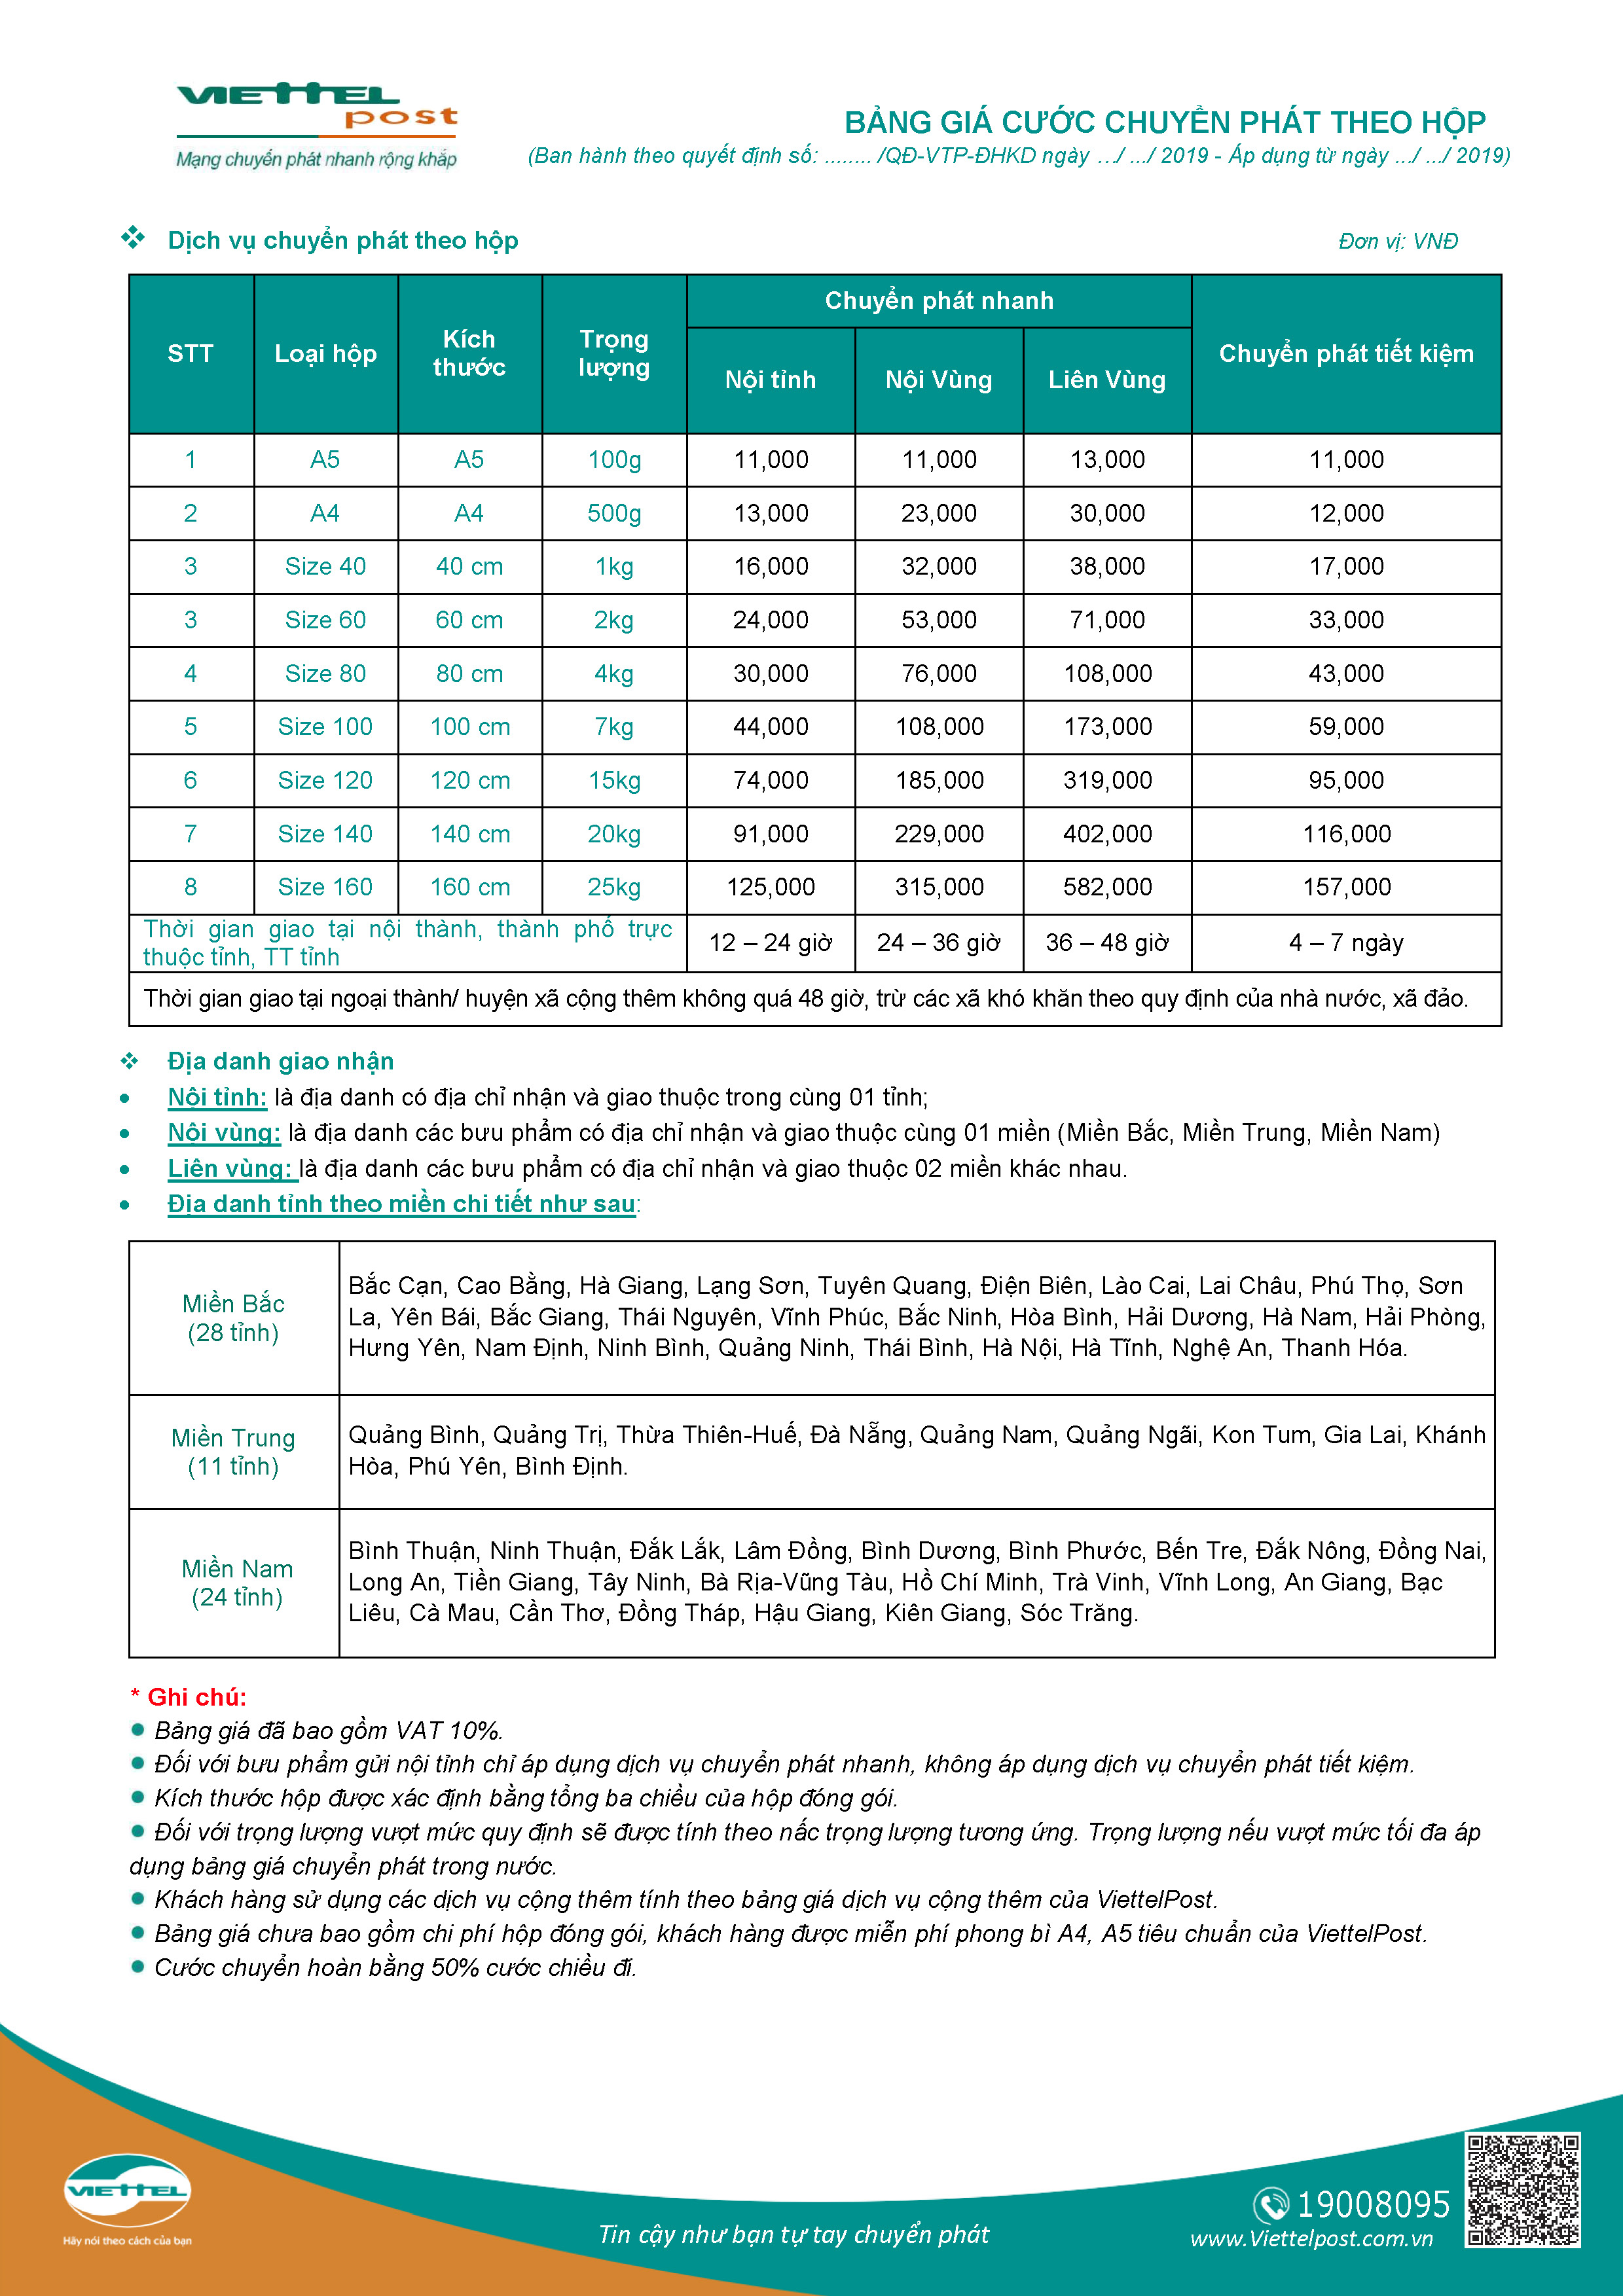 VIETTEL
post
Mạng chuyển phát nhanh rộng khắp
BẢNG GIÁ CƯỚC CHUYỂN PHÁT THEO HỘP
(Ban hành theo quyết định số: ........ /QĐ-VTP-ĐHKD ngày .../ .../ 2019 - Áp dụng từ ngày .../ .../ 2019)
❖ Dịch vụ chuyển phát theo hộp Đơn vị: VNĐ
STT Loại hộp Kích thước Trọng lượng Chuyển phát nhanh Chuyển phát tiết kiệm
Nội tỉnh Nội Vùng Liên Vùng
1 A5 A5 100g 11,000 11,000 13,000 11,000
2 A4 A4 500g 13,000 23,000 30,000 12,000
3 Size 40 40 cm 1kg 16,000 32,000 38,000 17,000
3 Size 60 60 cm 2kg 24,000 53,000 71,000 33,000
4 Size 80 80 cm 4kg 30,000 76,000 108,000 43,000
5 Size 100 100 cm 7kg 44,000 108,000 173,000 59,000
6 Size 120 120 cm 15kg 74,000 185,000 319,000 95,000
7 Size 140 140 cm 20kg 91,000 229,000 402,000 116,000
8 Size 160 160 cm 25kg 125,000 315,000 582,000 157,000
Thời gian giao tại nội thành, thành phố trực
thuộc tỉnh, TT tỉnh
12 – 24 giờ 24 – 36 giờ 36 – 48 giờ 4 – 7 ngày
Thời gian giao tại ngoại thành/ huyện xã cộng thêm không quá 48 giờ, trừ các xã khó khăn theo quy định của nhà nước, xã đảo.
❖ Địa danh giao nhận
• Nội tỉnh: là địa danh có địa chỉ nhận và giao thuộc trong cùng 01 tỉnh;
• Nội vùng: là địa danh các bưu phẩm có địa chỉ nhận và giao thuộc cùng 01 miền (Miền Bắc, Miền Trung, Miền Nam)
• Liên vùng: là địa danh các bưu phẩm có địa chỉ nhận và giao thuộc 02 miền khác nhau.
• Địa danh tỉnh theo miền chi tiết như sau:
Miền Bắc
(28 tỉnh)
Bắc Cạn, Cao Bằng, Hà Giang, Lạng Sơn, Tuyên Quang, Điện Biên, Lào Cai, Lai Châu, Phú Thọ, Sơn
La, Yên Bái, Bắc Giang, Thái Nguyên, Vĩnh Phúc, Bắc Ninh, Hòa Bình, Hải Dương, Hà Nam, Hải Phòng,
Hưng Yên, Nam Định, Ninh Bình, Quảng Ninh, Thái Bình, Hà Nội, Hà Tĩnh, Nghệ An, Thanh Hóa.
Miền Trung
(11 tỉnh)
Quảng Bình, Quảng Trị, Thừa Thiên-Huế, Đà Nẵng, Quảng Nam, Quảng Ngãi, Kon Tum, Gia Lai, Khánh
Hòa, Phú Yên, Bình Định.
Miền Nam
(24 tỉnh)
Bình Thuận, Ninh Thuận, Đắk Lắk, Lâm Đồng, Bình Dương, Bình Phước, Bến Tre, Đắk Nông, Đồng Nai,
Long An, Tiền Giang, Tây Ninh, Bà Rịa-Vũng Tàu, Hồ Chí Minh, Trà Vinh, Vĩnh Long, An Giang, Bạc
Liêu, Cà Mau, Cần Thơ, Đồng Tháp, Hậu Giang, Kiên Giang, Sóc Trăng.
* Ghi chú:
● Bảng giá đã bao gồm VAT 10%.
● Đối với bưu phẩm gửi nội tỉnh chỉ áp dụng dịch vụ chuyển phát nhanh, không áp dụng dịch vụ chuyển phát tiết kiệm.
● Kích thước hộp được xác định bằng tổng ba chiều của hộp đóng gói.
● Đối với trọng lượng vượt mức quy định sẽ được tính theo nấc trọng lượng tương ứng. Trọng lượng nếu vượt mức tối đa áp
dụng bảng giá chuyển phát trong nước.
● Khách hàng sử dụng các dịch vụ cộng thêm tính theo bảng giá dịch vụ cộng thêm của ViettelPost.
● Bảng giá chưa bao gồm chi phí hộp đóng gói, khách hàng được miễn phí phong bì A4, A5 tiêu chuẩn của ViettelPost.
● Cước chuyển hoàn bằng 50% cước chiều đi.
VIETTEL
Hãy nói theo cách của bạn
Tin cậy như bạn tự tay chuyển phát
19008095
www.Viettelpost.com.vn